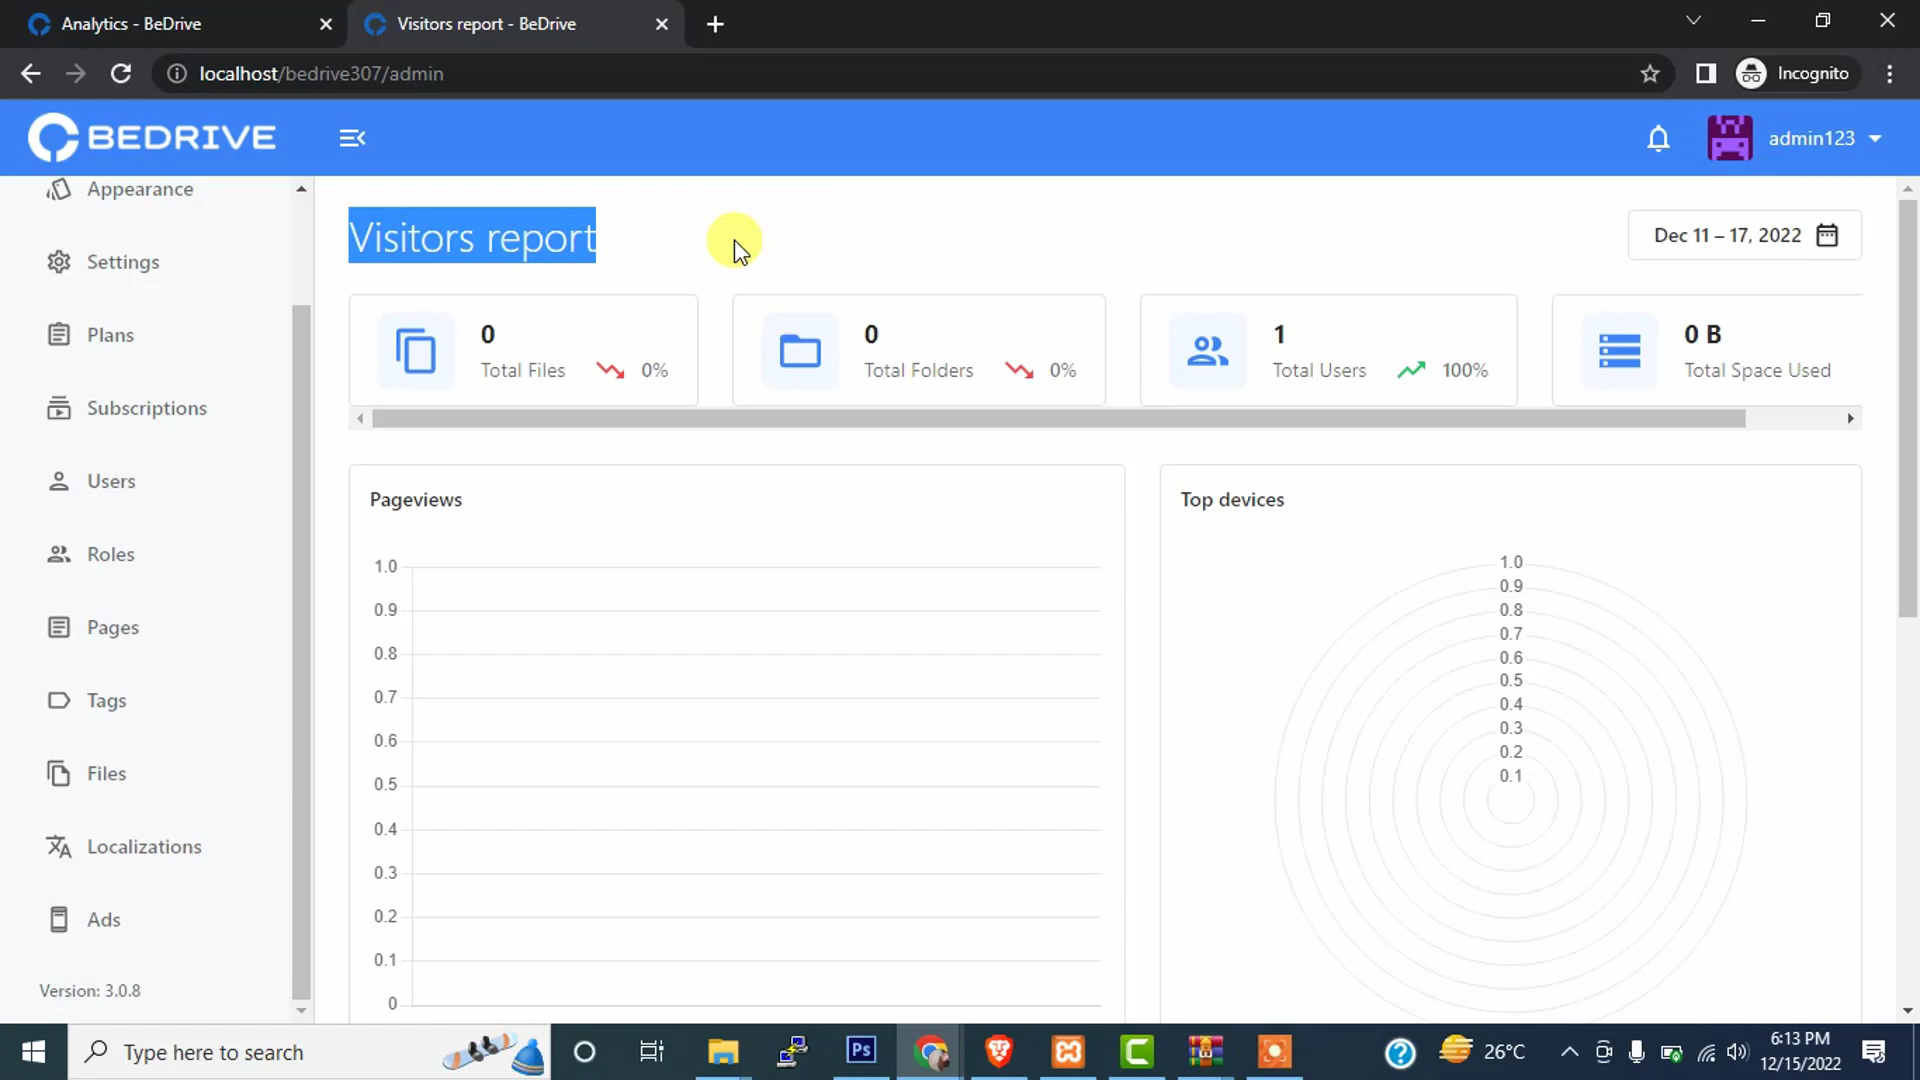 Analytics - BeDrive
Visitors report - BeDrive
localhost/bedrive307/admin
Incognito
BEDRIVE
admin123
Appearance
Settings
Plans
Subscriptions
Users
Roles
Pages
Tags
Files
Localizations
Ads
Version: 3.0.8
Visitors report
Dec 11 – 17, 2022
0
Total Files
0%
0
Total Folders
0%
1
Total Users
100%
0 B
Total Space Used
Pageviews
1.0
0.9
0.8
0.7
0.6
0.5
0.4
0.3
0.2
0.1
0
Top devices
1.0
0.9
0.8
0.7
0.6
0.5
0.4
0.3
0.2
0.1
Type here to search
Ps
26°C
6:13 PM
12/15/2022